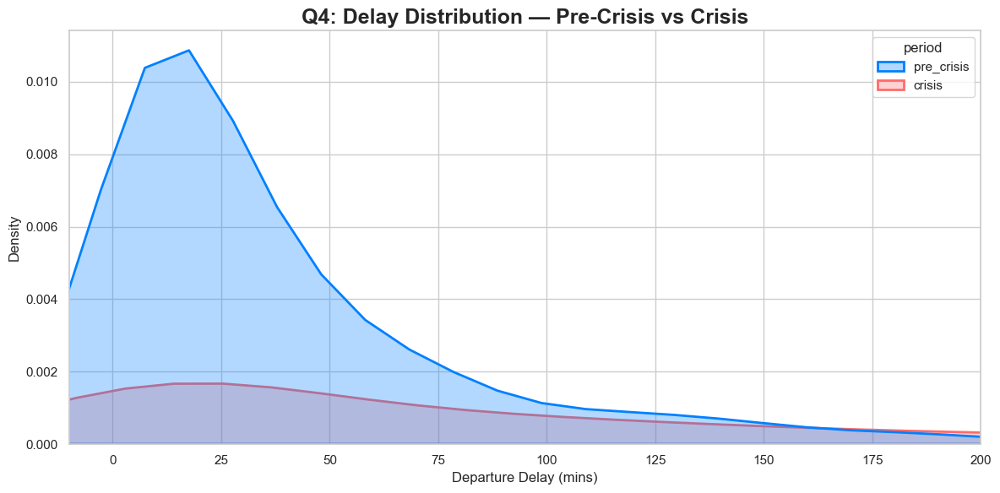 Q4: Delay Distribution — Pre-Crisis vs Crisis
period
pre_crisis
crisis
Density
0.010
0.008
0.006
0.004
0.002
0.000
0 25 50 75 100 125 150 175 200
Departure Delay (mins)